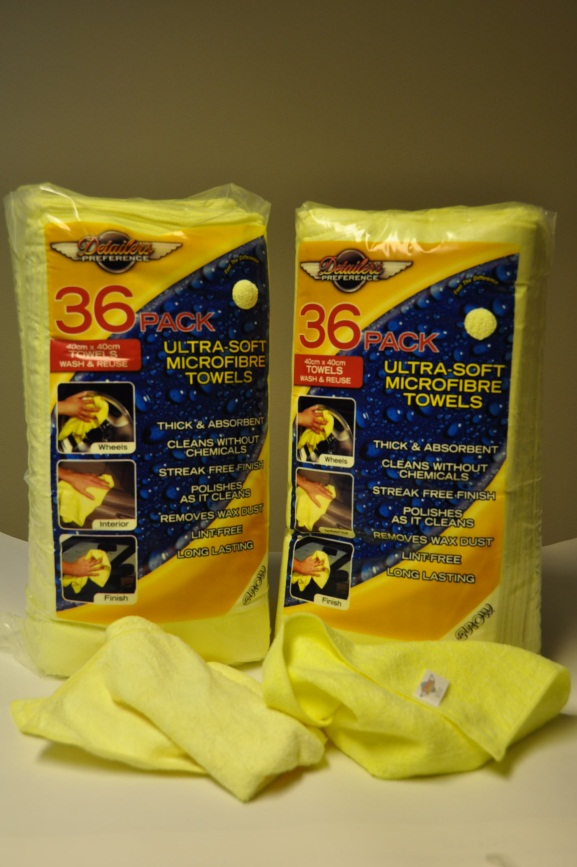 Detailers
PREFERENCE
36 PACK
40cm x 40cm
TOWELS
WASH & REUSE
ULTRA-SOFT
MICROFIBRE
TOWELS
THICK & ABSORBENT
CLEANS WITHOUT
CHEMICALS
STREAK FREE FINISH
POLISHES
AS IT CLEANS
REMOVES WAX DUST
LINT-FREE
LONG LASTING
Wheels
Interior
Finish
Detailers
PREFERENCE
36 PACK
40cm x 40cm
TOWELS
WASH & REUSE
ULTRA-SOFT
MICROFIBRE
TOWELS
THICK & ABSORBENT
CLEANS WITHOUT
CHEMICALS
STREAK FREE FINISH
POLISHES
AS IT CLEANS
REMOVES WAX DUST
LINT-FREE
LONG LASTING
Wheels
Finish